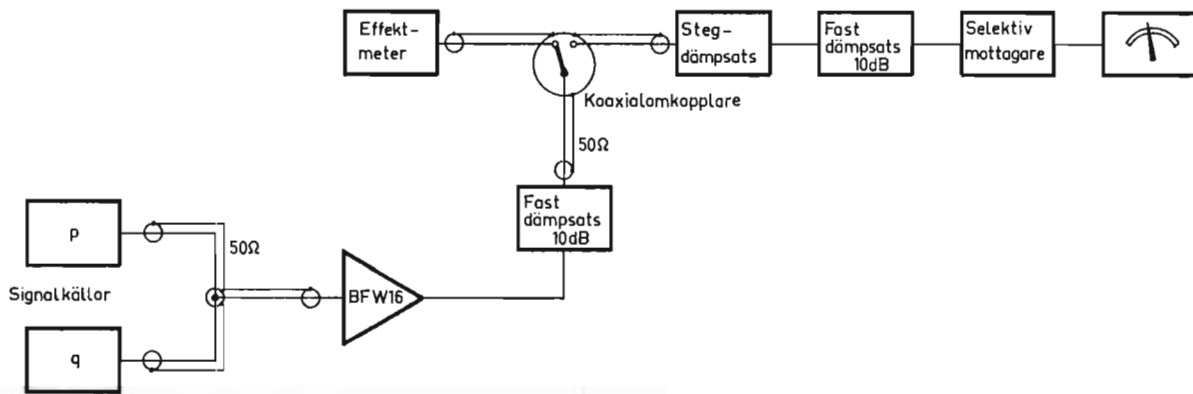 Effekt-
meter
Steg-
dämpsats
Fast
dämpsats
10dB
Selektiv
mottagare
Koaxialomkopplare
50Ω
Fast
dämpsats
10dB
p
50Ω
Signalkällor
BFW16
q